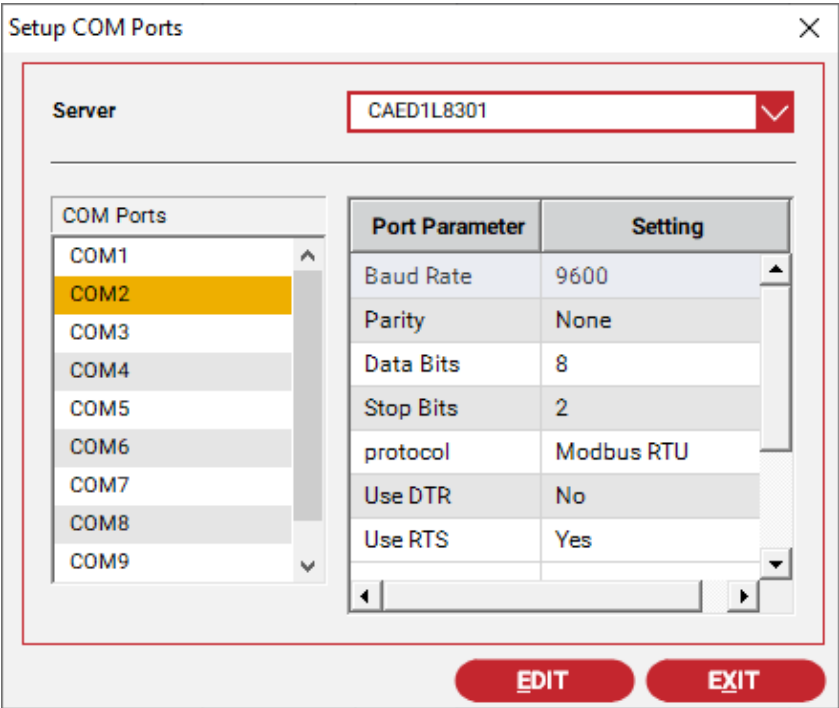 Setup COM Ports
Server CAED1L8301
COM Ports
COM1
COM2
COM3
COM4
COM5
COM6
COM7
COM8
COM9
Port Parameter Setting
Baud Rate 9600
Parity None
Data Bits 8
Stop Bits 2
protocol Modbus RTU
Use DTR No
Use RTS Yes
EDIT EXIT